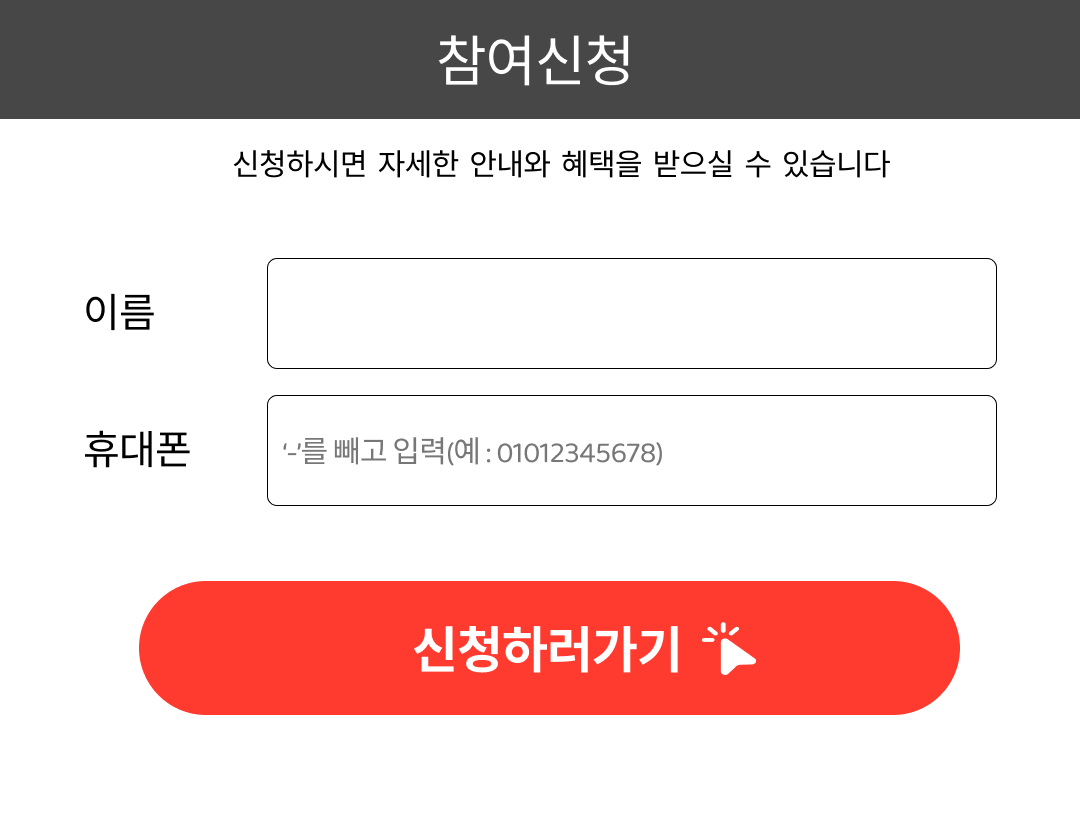 참여신청
신청하시면 자세한 안내와 혜택을 받으실 수 있습니다
이름
휴대폰
‘-’를 빼고 입력(예 : 01012345678)
신청하러가기